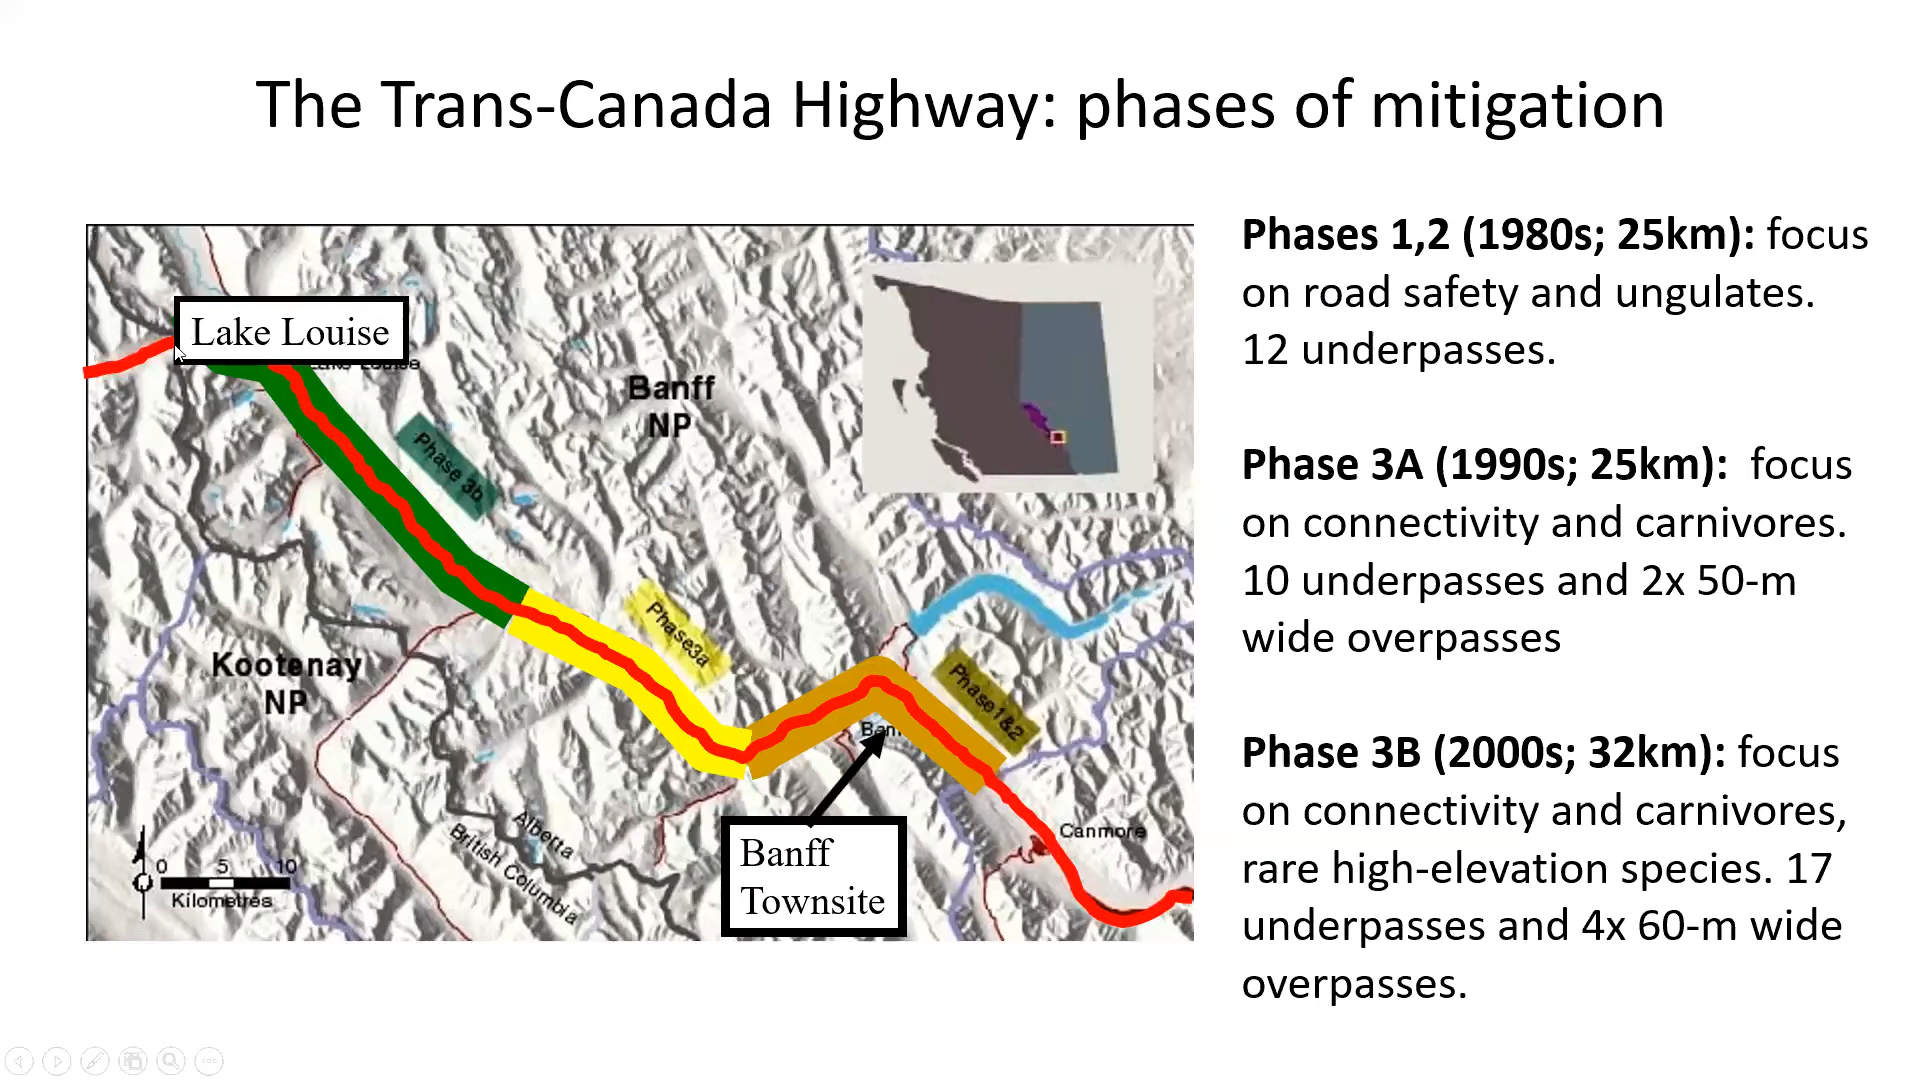 The Trans-Canada Highway: phases of mitigation
Lake Louise
Banff
NP
Phase 3b
Phase3a
Kootenay
NP
Phase1&2
Canmore
Alberta
British Columbia
0 5 10
Kilometres
Banff
Townsite
Phases 1,2 (1980s; 25km): focus
on road safety and ungulates.
12 underpasses.
Phase 3A (1990s; 25km): focus
on connectivity and carnivores.
10 underpasses and 2x 50-m
wide overpasses
Phase 3B (2000s; 32km): focus
on connectivity and carnivores,
rare high-elevation species. 17
underpasses and 4x 60-m wide
overpasses.